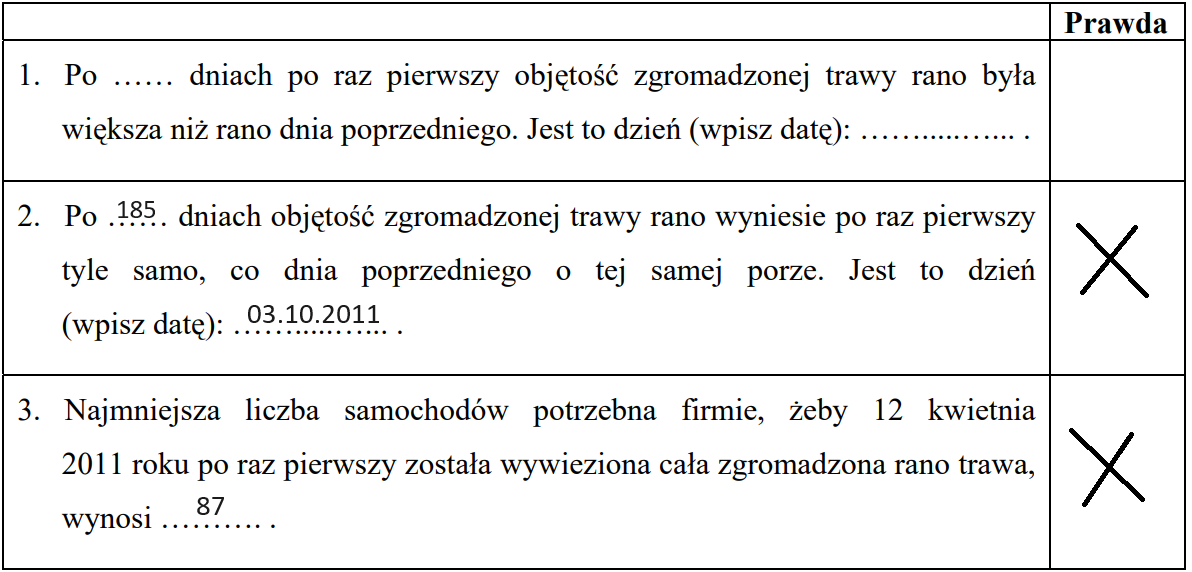 Prawda
1. Po …… dniach po raz pierwszy objętość zgromadzonej trawy rano była
większa niż rano dnia poprzedniego. Jest to dzień (wpisz datę): ……....…... .
2. Po 185 dniach objętość zgromadzonej trawy rano wyniesie po raz pierwszy
tyle samo, co dnia poprzedniego o tej samej porze. Jest to dzień
(wpisz datę): 03.10.2011 .
3. Najmniejsza liczba samochodów potrzebna firmie, żeby 12 kwietnia
2011 roku po raz pierwszy została wywieziona cała zgromadzona rano trawa,
wynosi 87 .